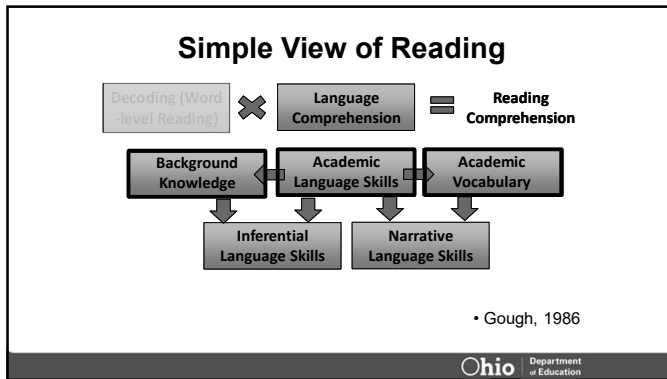 Simple View of Reading
Decoding (Word
-level Reading)
Language
Comprehension
Reading
Comprehension
Background
Knowledge
Academic
Language Skills
Academic
Vocabulary
Inferential
Language Skills
Narrative
Language Skills
• Gough, 1986
Ohio
Department
of Education